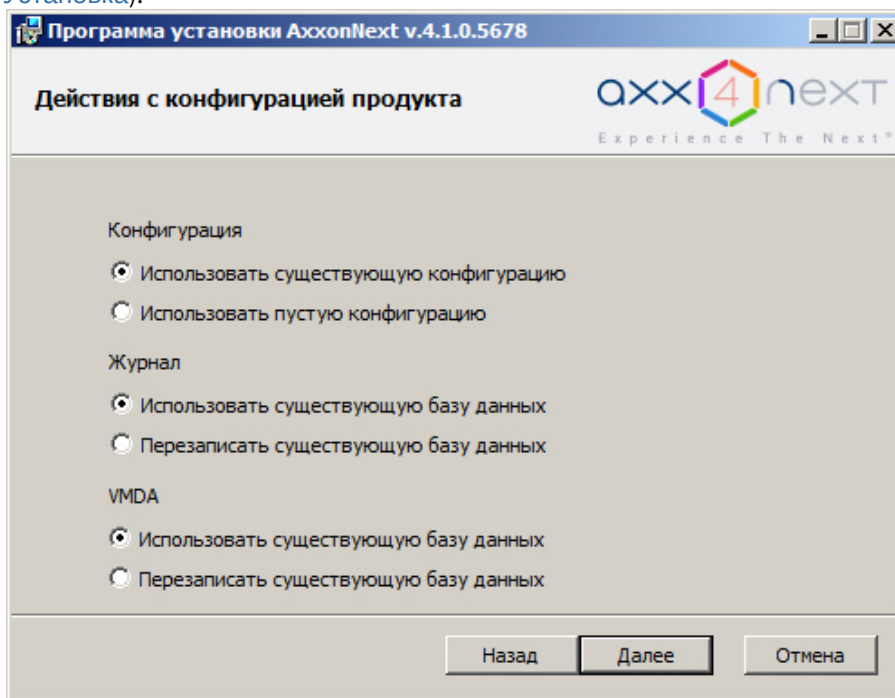 Установка).
Программа установки AxxonNext v.4.1.0.5678
Действия с конфигурацией продукта
axx4next
Experience The Next®
Конфигурация
Использовать существующую конфигурацию
Использовать пустую конфигурацию
Журнал
Использовать существующую базу данных
Перезаписать существующую базу данных
VMDA
Использовать существующую базу данных
Перезаписать существующую базу данных
Назад Далее Отмена